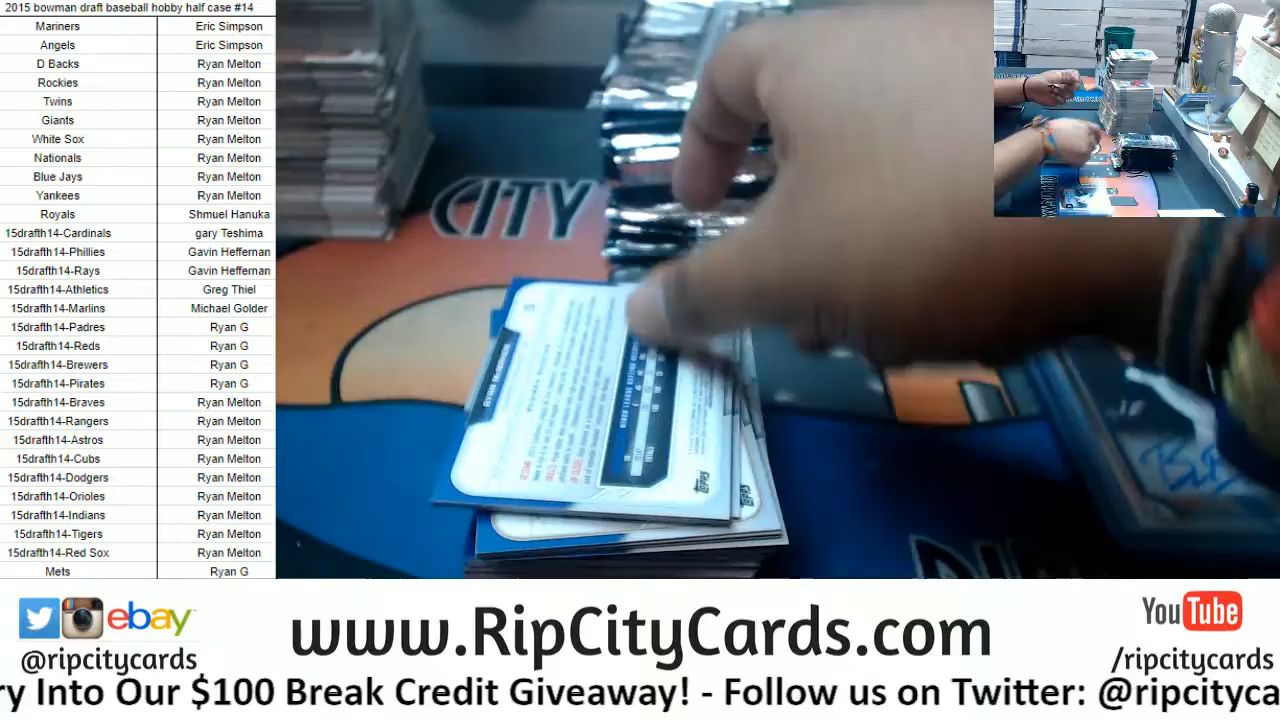 2015 bowman draft baseball hobby half case #14
Mariners Eric Simpson
Angels Eric Simpson
D Backs Ryan Melton
Rockies Ryan Melton
Twins Ryan Melton
Giants Ryan Melton
White Sox Ryan Melton
Nationals Ryan Melton
Blue Jays Ryan Melton
Yankees Ryan Melton
Royals Shmuel Hanuka
15drafth14-Cardinals gary Teshima
15drafth14-Phillies Gavin Heffernan
15drafth14-Rays Gavin Heffernan
15drafth14-Athletics Greg Thiel
15drafth14-Marlins Michael Golder
15drafth14-Padres Ryan G
15drafth14-Reds Ryan G
15drafth14-Brewers Ryan G
15drafth14-Pirates Ryan G
15drafth14-Braves Ryan Melton
15drafth14-Rangers Ryan Melton
15drafth14-Astros Ryan Melton
15drafth14-Cubs Ryan Melton
15drafth14-Dodgers Ryan Melton
15drafth14-Orioles Ryan Melton
15drafth14-Indians Ryan Melton
15drafth14-Tigers Ryan Melton
15drafth14-Red Sox Ryan Melton
Mets Ryan G
CITY
Topps
Topps
ebay
@ripcitycards
www.RipCityCards.com
YouTube
/ripcitycards
ry Into Our $100 Break Credit Giveaway! - Follow us on Twitter: @ripcityca